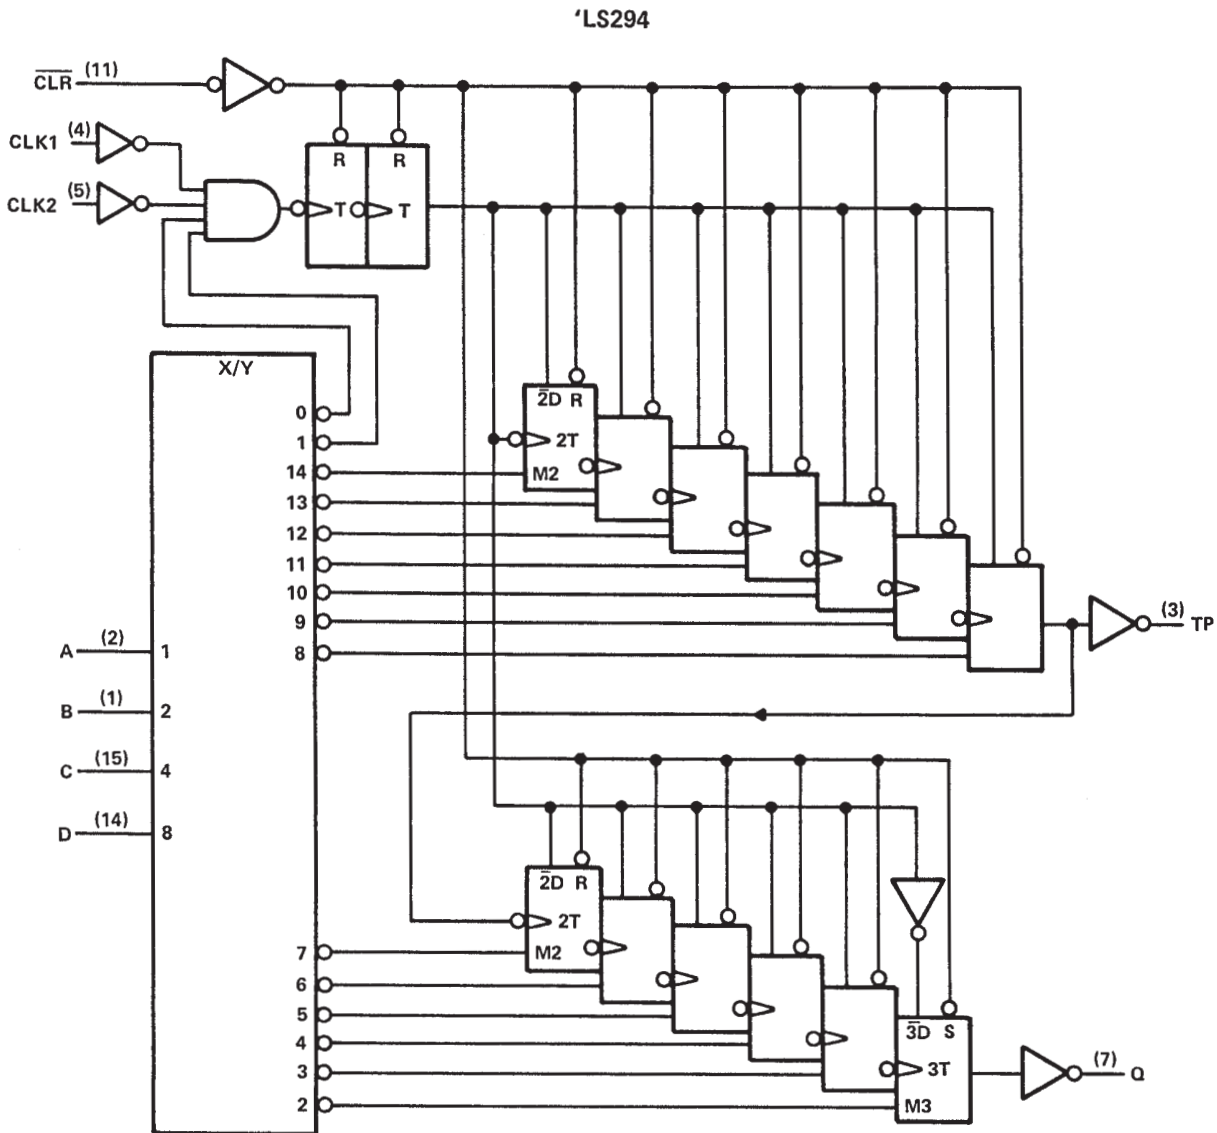 'LS294
CLR (11)
CLK1 (4)
CLK2 (5)
R R
T T
X/Y
0
1
14
13
12
11
10
9
8
2D R
2T
M2
(3) TP
A (2) 1
B (1) 2
C (15) 4
D (14) 8
2D R
2T
M2
7
6
5
4
3
2
3D S
3T
M3
(7) Q